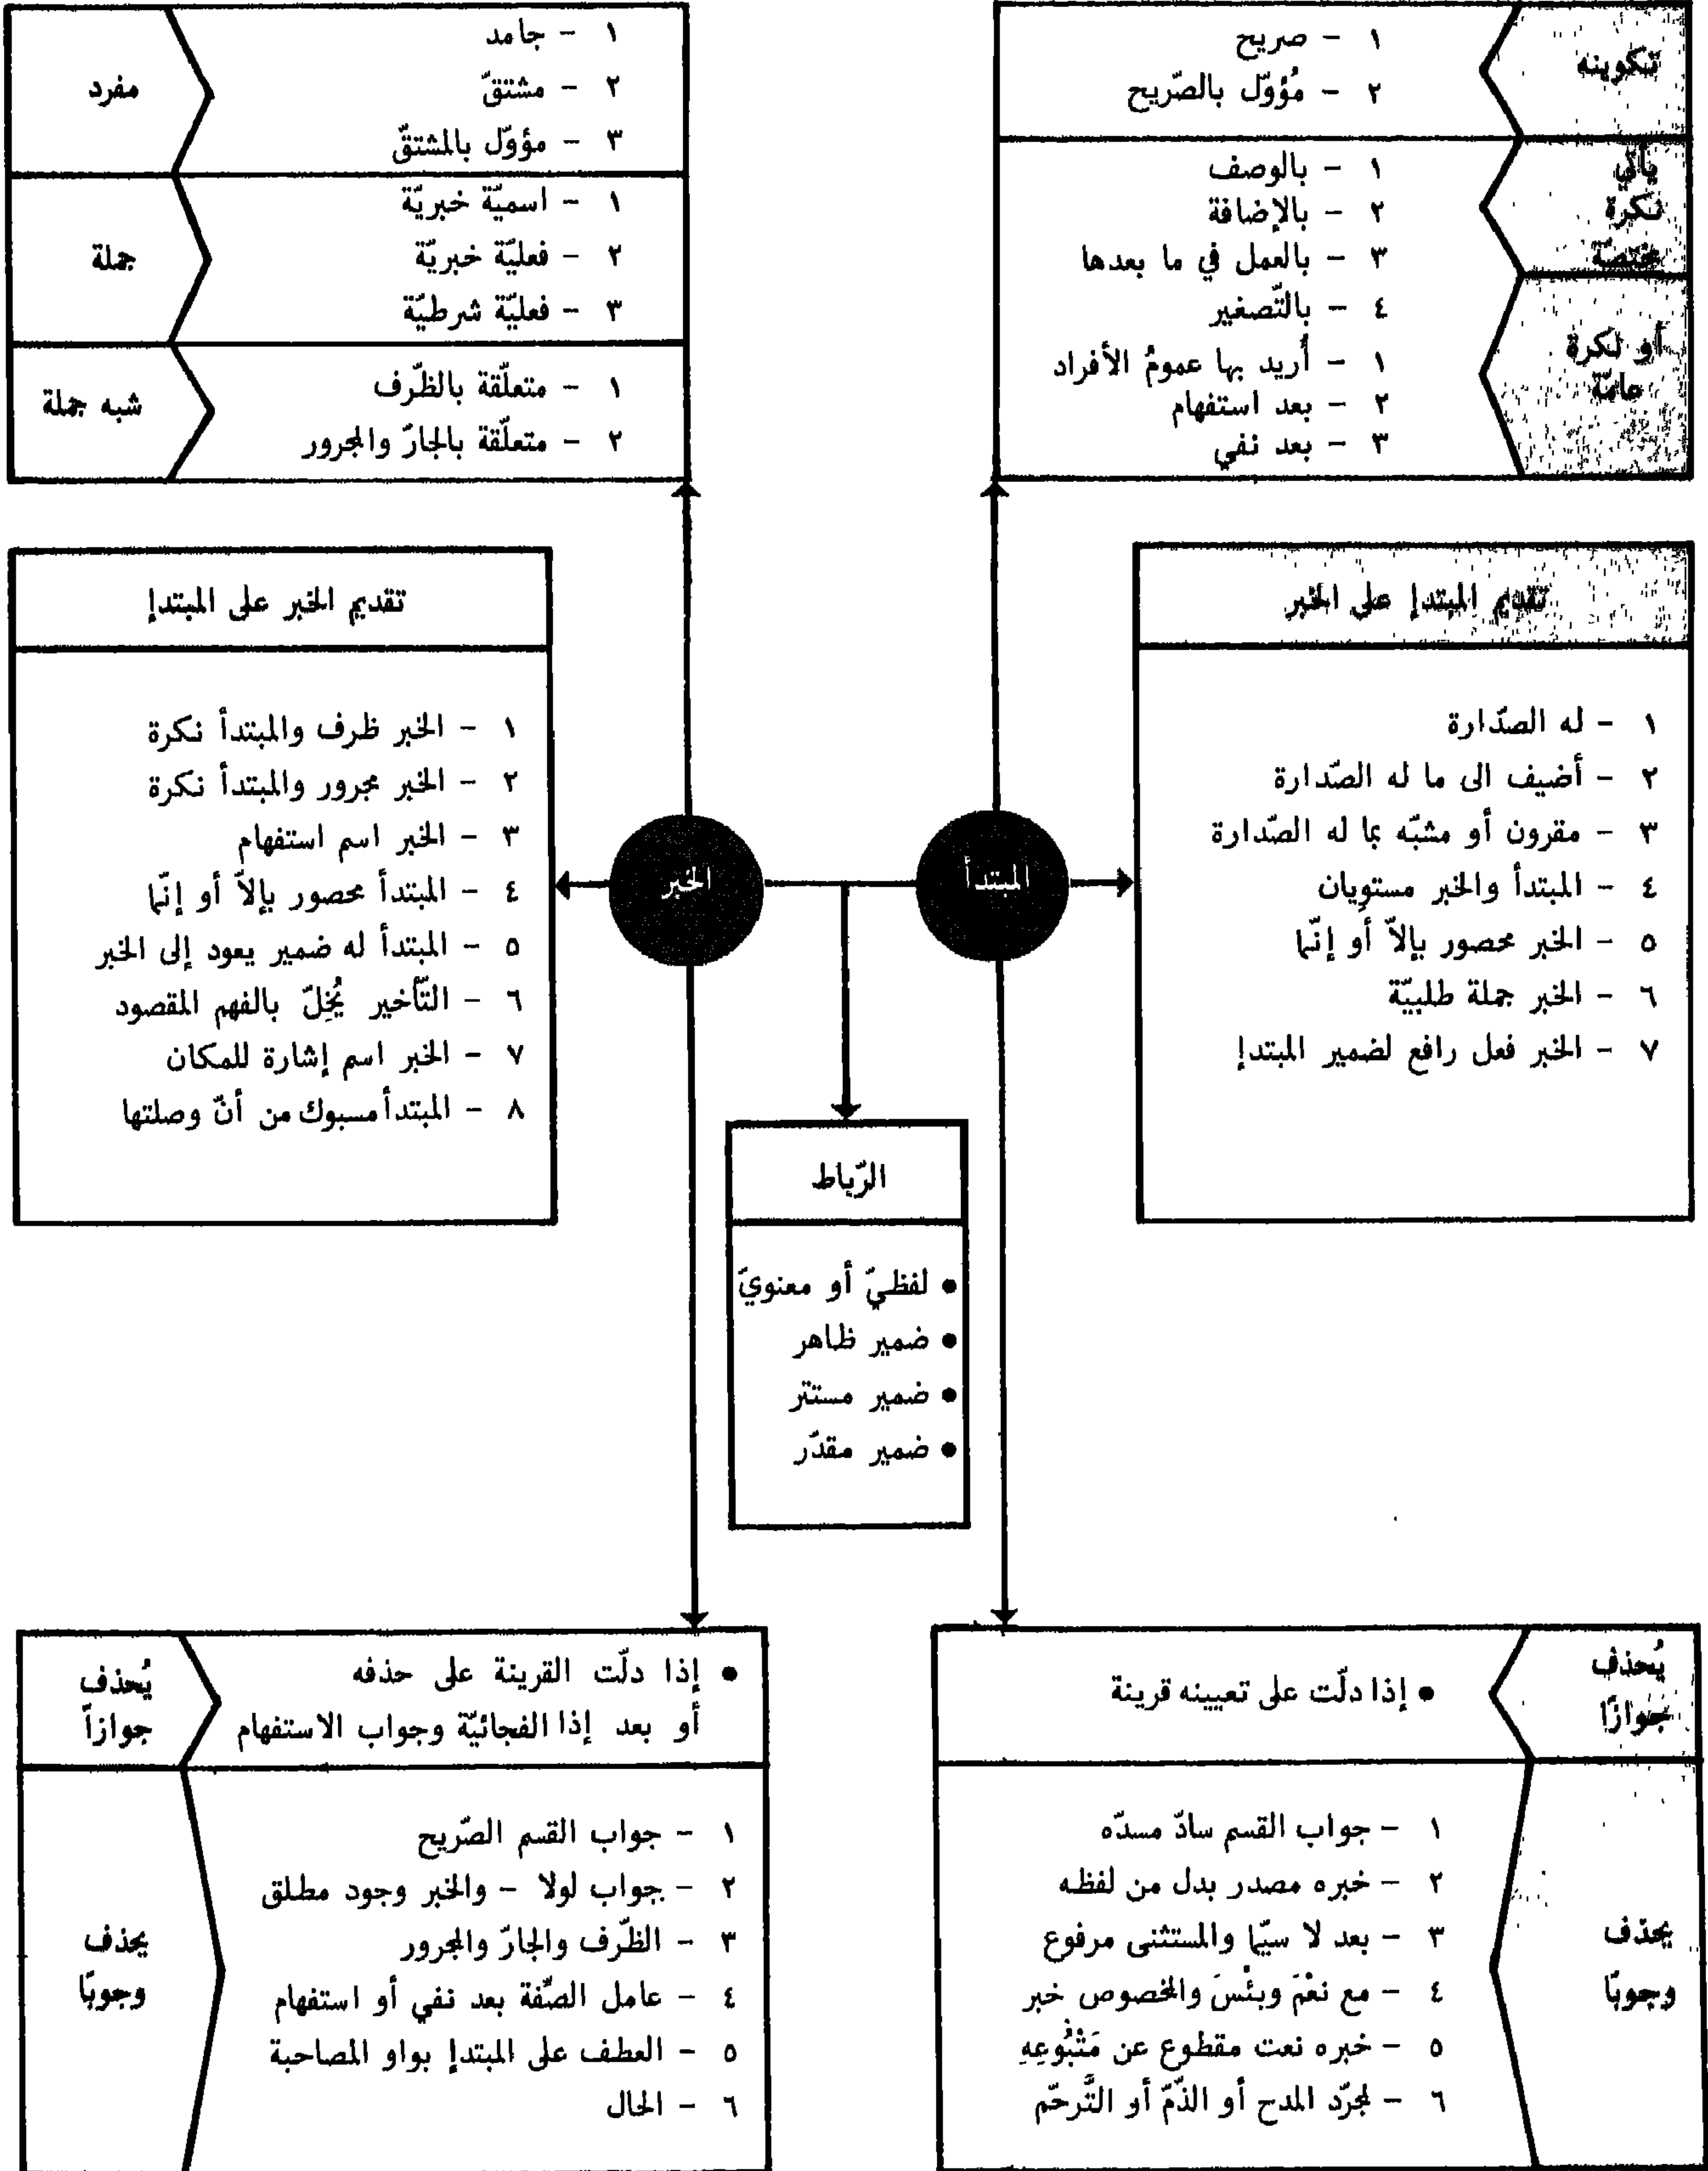 تكوينه
١ - صريح
٢ - مُؤوّل بالصّريح
يأتي
نكرة
مختصّة
١ - بالوصف
٢ - بالإضافة
٣ - بالعمل في ما بعدها
٤ - بالتّصغير
أو نكرة
عامّة
١ - أُريد بها عمومُ الأفراد
٢ - بعد استفهام
٣ - بعد نفي
مفرد
١ - جامد
٢ - مشتقّ
٣ - مؤوّل بالمشتقّ
جملة
١ - اسميّة خبريّة
٢ - فعليّة خبريّة
٣ - فعليّة شرطيّة
شبه جملة
١ - متعلّقة بالظّرف
٢ - متعلّقة بالجارّ والمجرور
تقديم المبتدإ على الخبر
١ - له الصدّارة
٢ - أضيف الى ما له الصّدارة
٣ - مقرون أو مشبّه بما له الصّدارة
٤ - المبتدأ والخبر مستويان
٥ - الخبر محصور بإلاّ أو إنّما
٦ - الخبر جملة طلبيّة
٧ - الخبر فعل رافع لضمير المبتدإ
تقديم الخبر على المبتدإ
١ - الخبر ظرف والمبتدأ نكرة
٢ - الخبر مجرور والمبتدأ نكرة
٣ - الخبر اسم استفهام
٤ - المبتدأ محصور بإلاّ أو إنّما
٥ - المبتدأ له ضمير يعود إلى الخبر
٦ - التّأخير يُخِلّ بالفهم المقصود
٧ - الخبر اسم إشارة للمكان
٨ - المبتدأ مسبوك من أنّ وصلتها
المبتدأ
الخبر
الرّباط
• لفظيّ أو معنويّ
• ضمير ظاهر
• ضمير مستتر
• ضمير مقدّر
يُحذف
جوازًا
• إذا دلّت على تعيينه قرينة
يحذف
وجوبًا
١ - جواب القسم سادّ مسدّه
٢ - خبره مصدر بدل من لفظه
٣ - بعد لا سيّما والمستثنى مرفوع
٤ - مع نعْمَ وبئْسَ والمخصوص خبر
٥ - خبره نعت مقطوع عن مَتْبُوعِهِ
٦ - لمجرّد المدح أو الذّمّ أو التَّرحّم
يُحذف
جوازاً
• إذا دلّت القرينة على حذفه
أو بعد إذا الفجائيّة وجواب الاستفهام
يحذف
وجوبًا
١ - جواب القسم الصّريح
٢ - جواب لولا - والخبر وجود مطلق
٣ - الظّرف والجارّ والمجرور
٤ - عامل الصِّفة بعد نفي أو استفهام
٥ - العطف على المبتدإ بواو المصاحبة
٦ - الحال